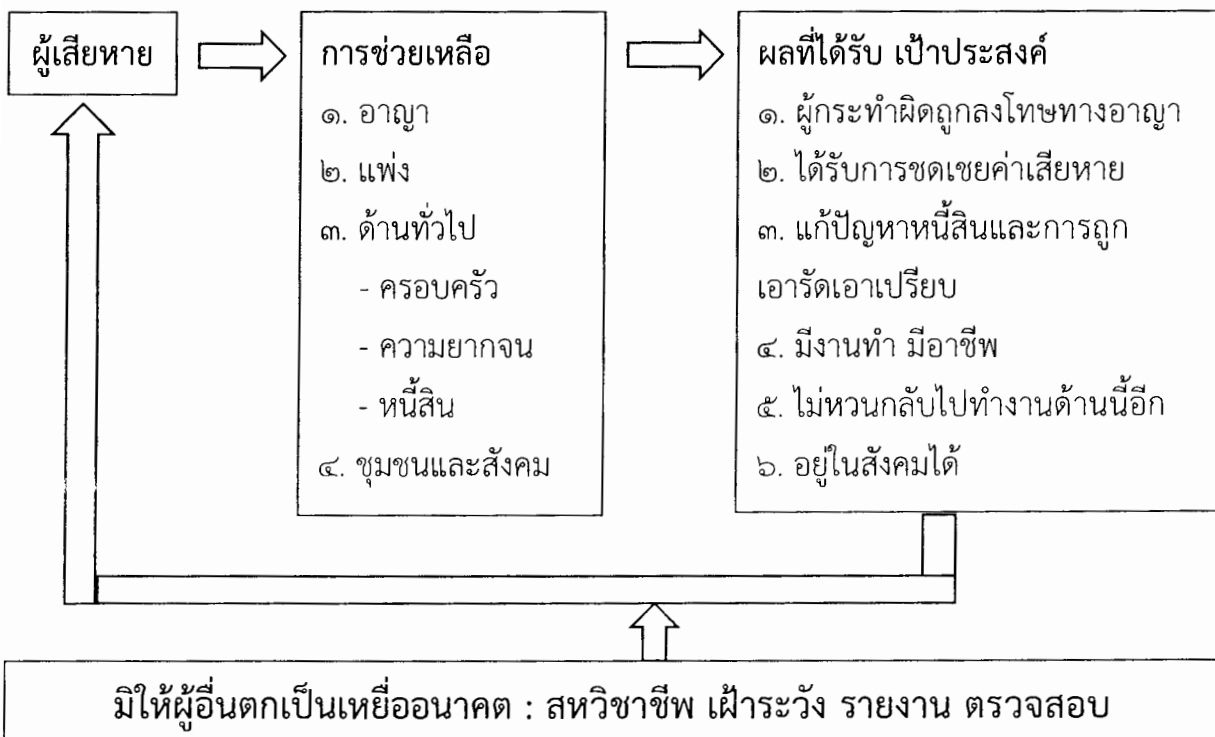 ผู้เสียหาย
การช่วยเหลือ
๑. อาญา
๒. แพ่ง
๓. ด้านทั่วไป
- ครอบครัว
- ความยากจน
- หนี้สิน
๔. ชุมชนและสังคม
ผลที่ได้รับ เป้าประสงค์
๑. ผู้กระทำผิดถูกลงโทษทางอาญา
๒. ได้รับการชดเชยค่าเสียหาย
๓. แก้ปัญหาหนี้สินและการถูก
เอารัดเอาเปรียบ
๔. มีงานทำ มีอาชีพ
๕. ไม่หวนกลับไปทำงานด้านนี้อีก
๖. อยู่ในสังคมได้
มิให้ผู้อื่นตกเป็นเหยื่ออนาคต : สหวิชาชีพ เฝ้าระวัง รายงาน ตรวจสอบ